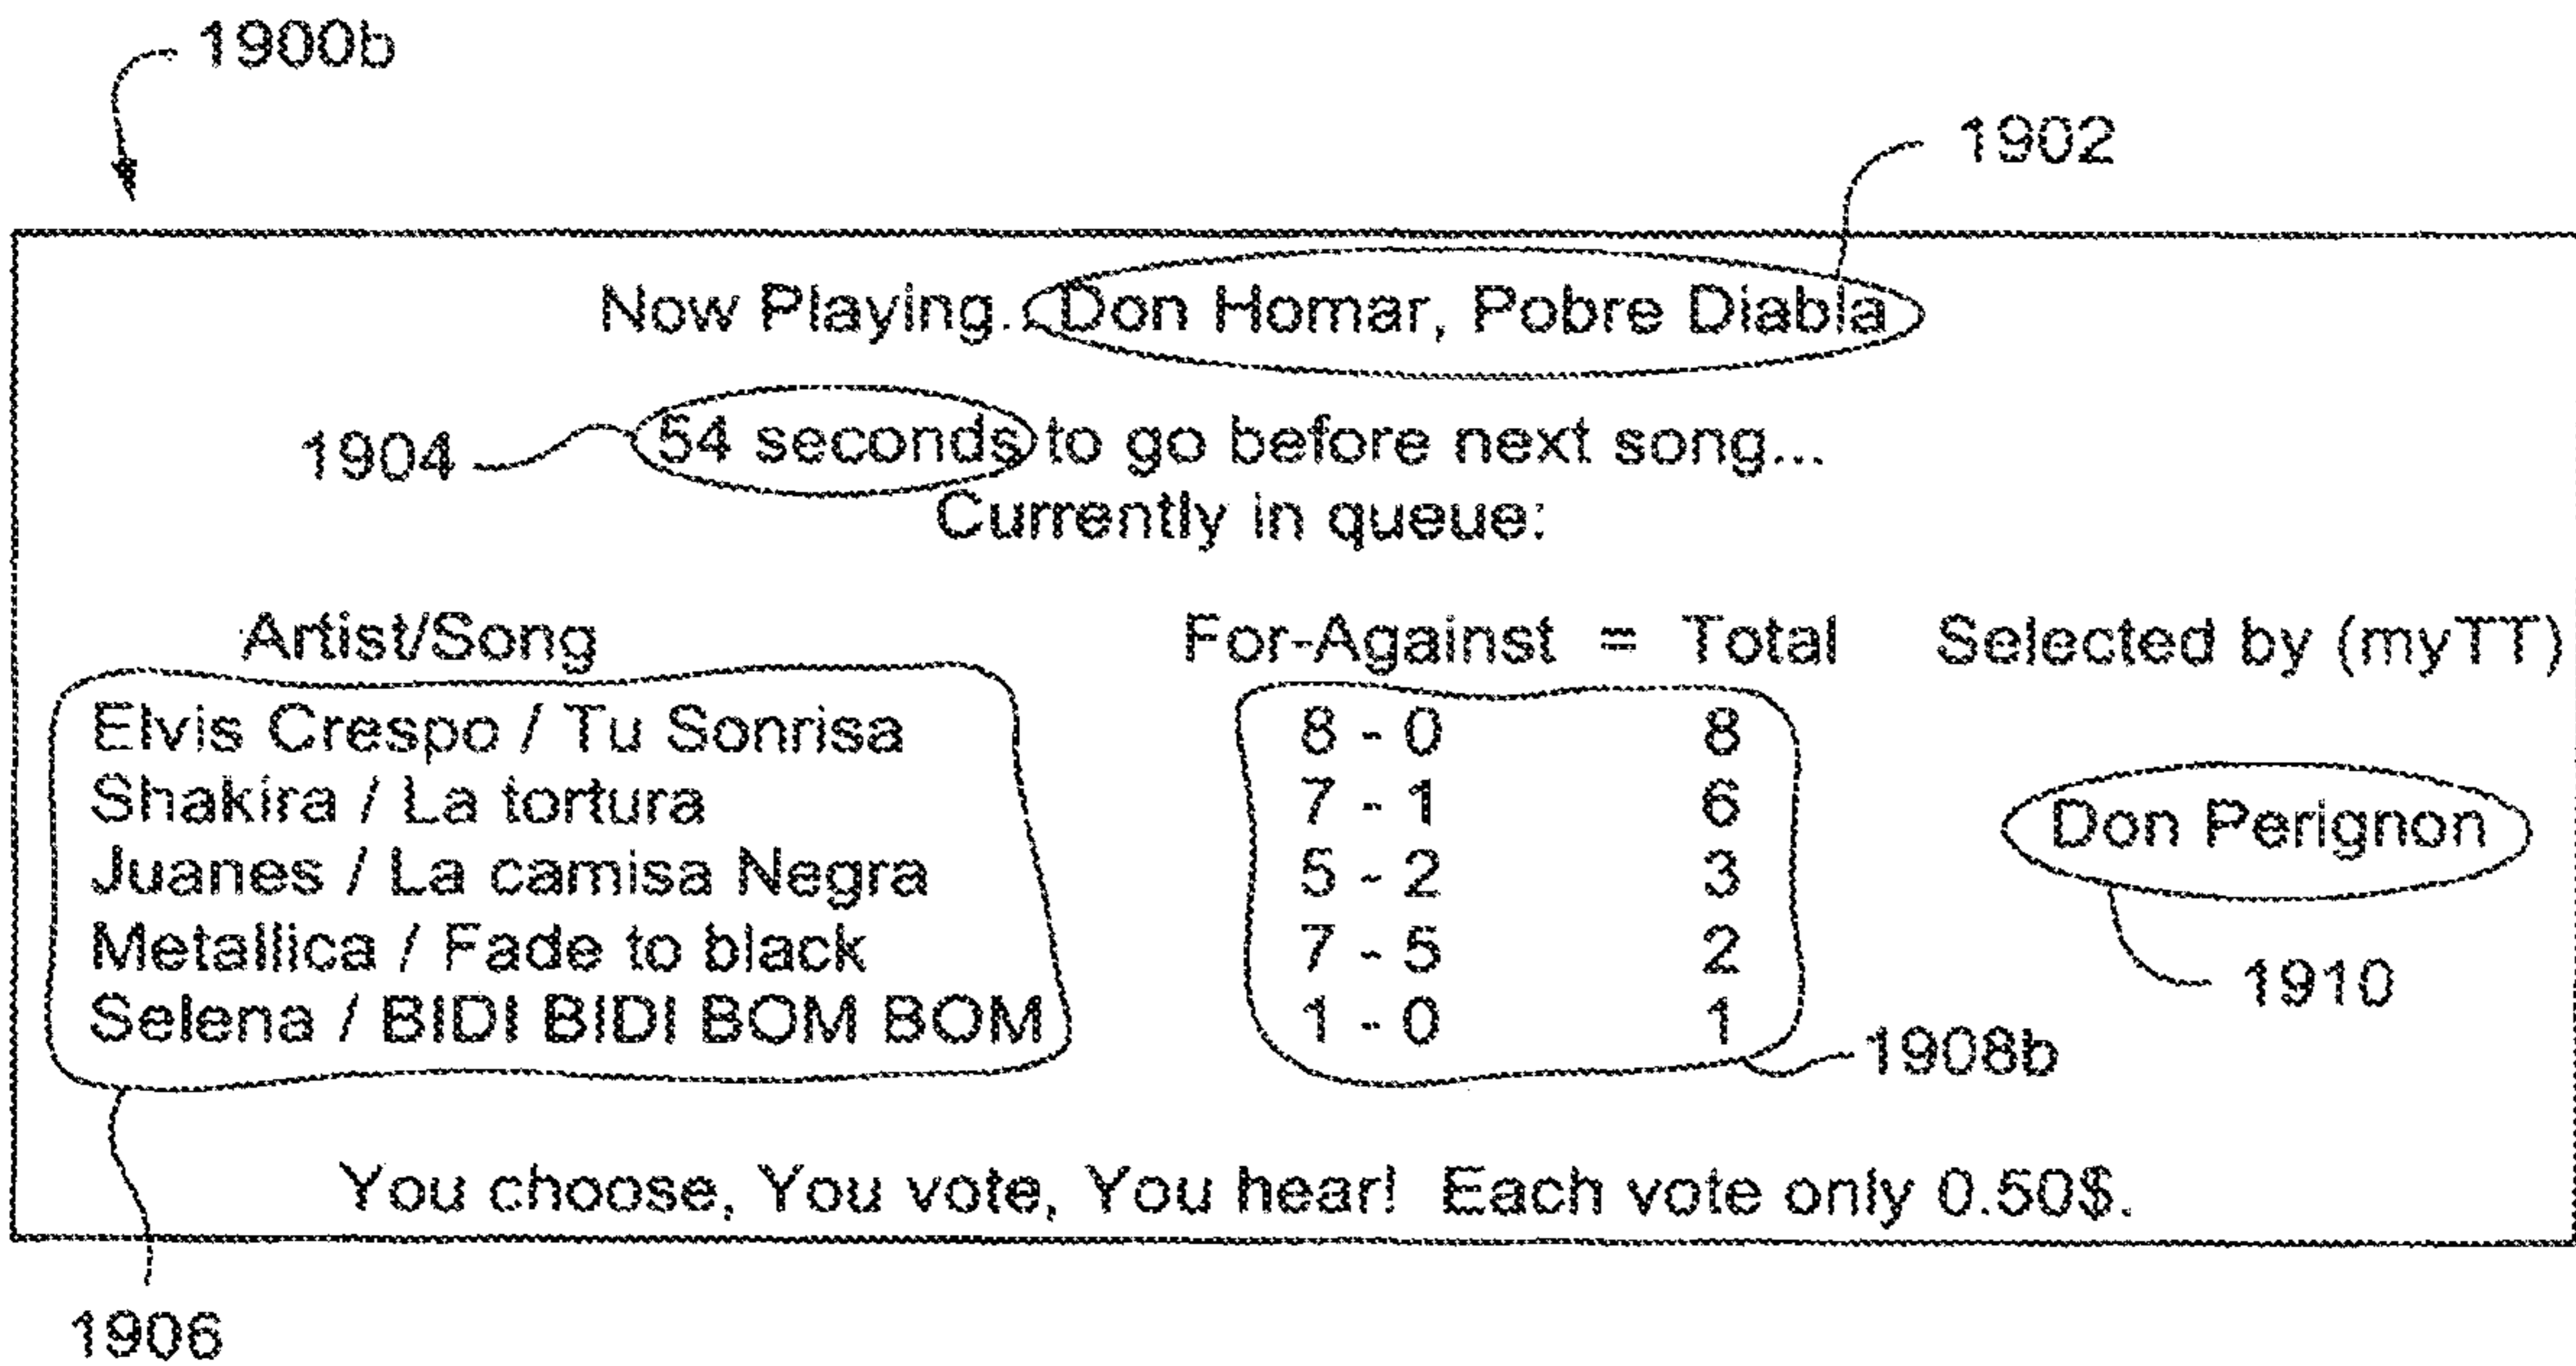 1900b
1902
Now Playing... Don Homar, Pobre Diabla
1904
54 seconds to go before next song...
Currently in queue:
Artist/Song For-Against = Total Selected by (myTT)
Elvis Crespo / Tu Sonrisa 8 - 0 8
Shakira / La tortura 7 - 1 6 Don Perignon
Juanes / La camisa Negra 5 - 2 3
Metallica / Fade to black 7 - 5 2
1910
Selena / BIDI BIDI BOM BOM 1 - 0 1
1908b
You choose, You vote, You hear! Each vote only 0.50$.
1906